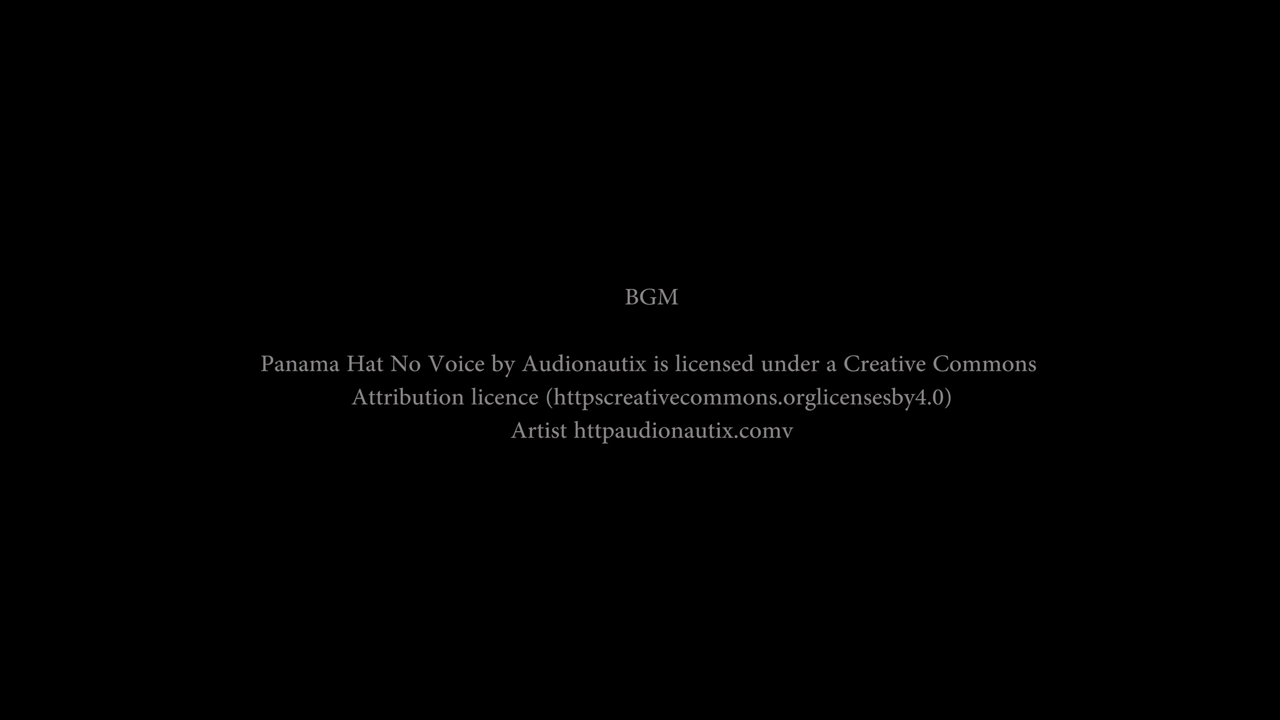 BGM
Panama Hat No Voice by Audionautix is licensed under a Creative Commons
Attribution licence (httpscreativecommons.orglicensesby4.0)
Artist httpaudionautix.comv